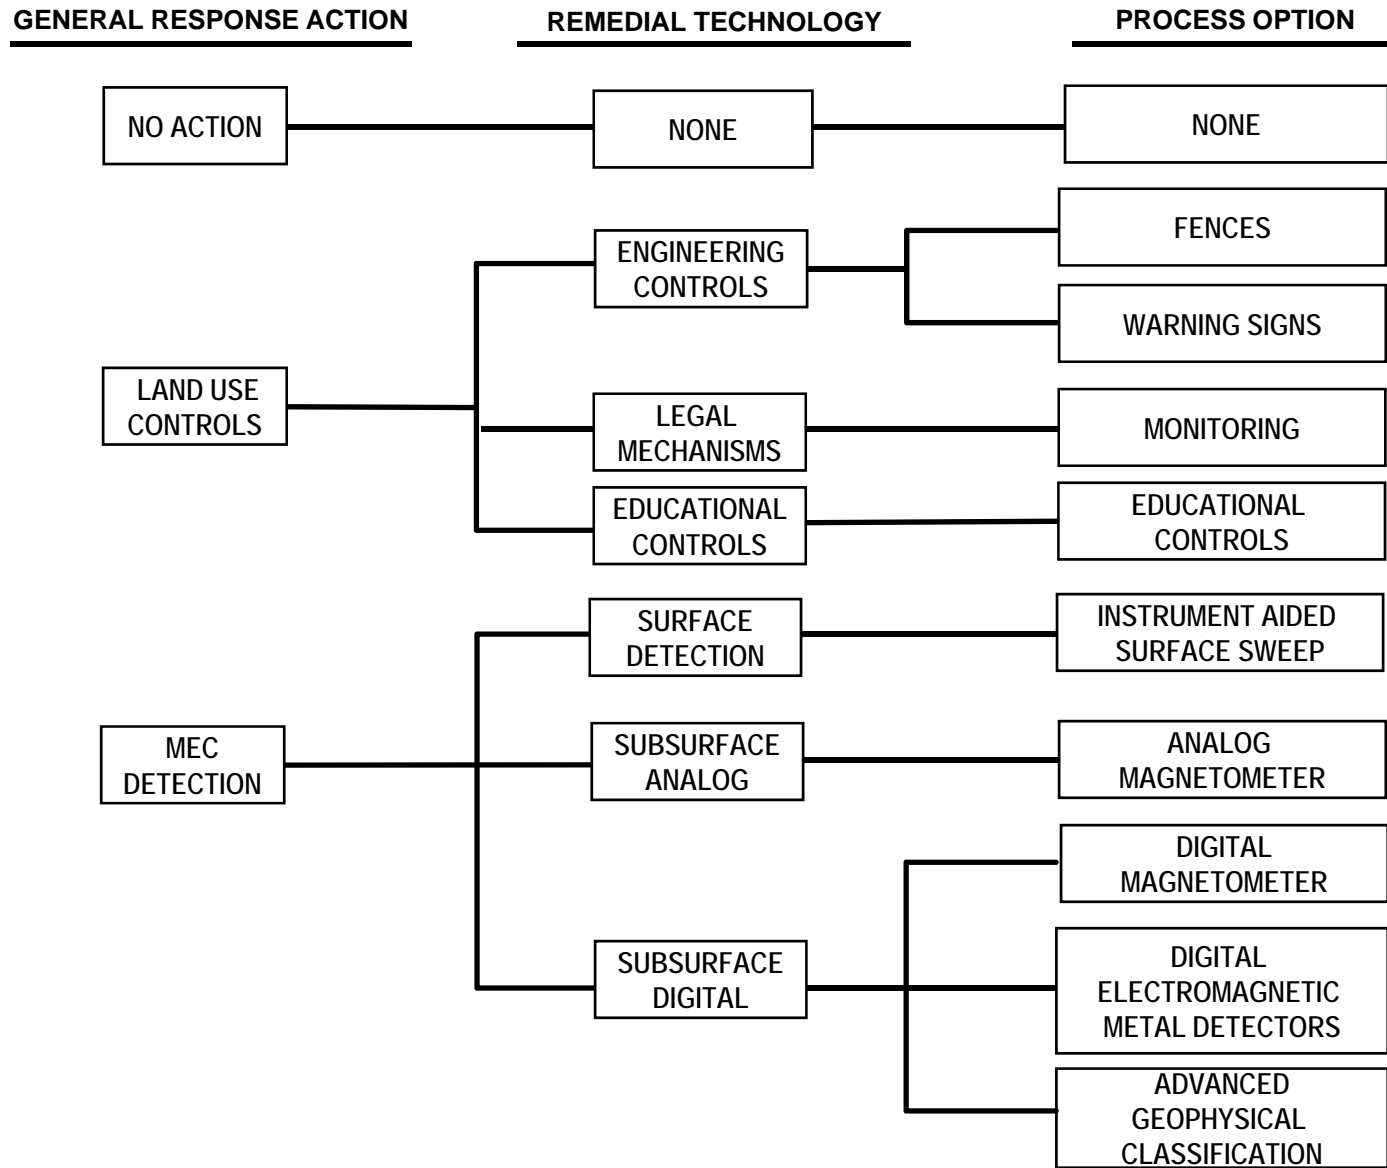 GENERAL RESPONSE ACTION
REMEDIAL TECHNOLOGY
PROCESS OPTION
NO ACTION
NONE
NONE
LAND USE
CONTROLS
ENGINEERING
CONTROLS
FENCES
WARNING SIGNS
LEGAL
MECHANISMS
MONITORING
EDUCATIONAL
CONTROLS
EDUCATIONAL
CONTROLS
MEC
DETECTION
SURFACE
DETECTION
INSTRUMENT AIDED
SURFACE SWEEP
SUBSURFACE
ANALOG
ANALOG
MAGNETOMETER
SUBSURFACE
DIGITAL
DIGITAL
MAGNETOMETER
DIGITAL
ELECTROMAGNETIC
METAL DETECTORS
ADVANCED
GEOPHYSICAL
CLASSIFICATION